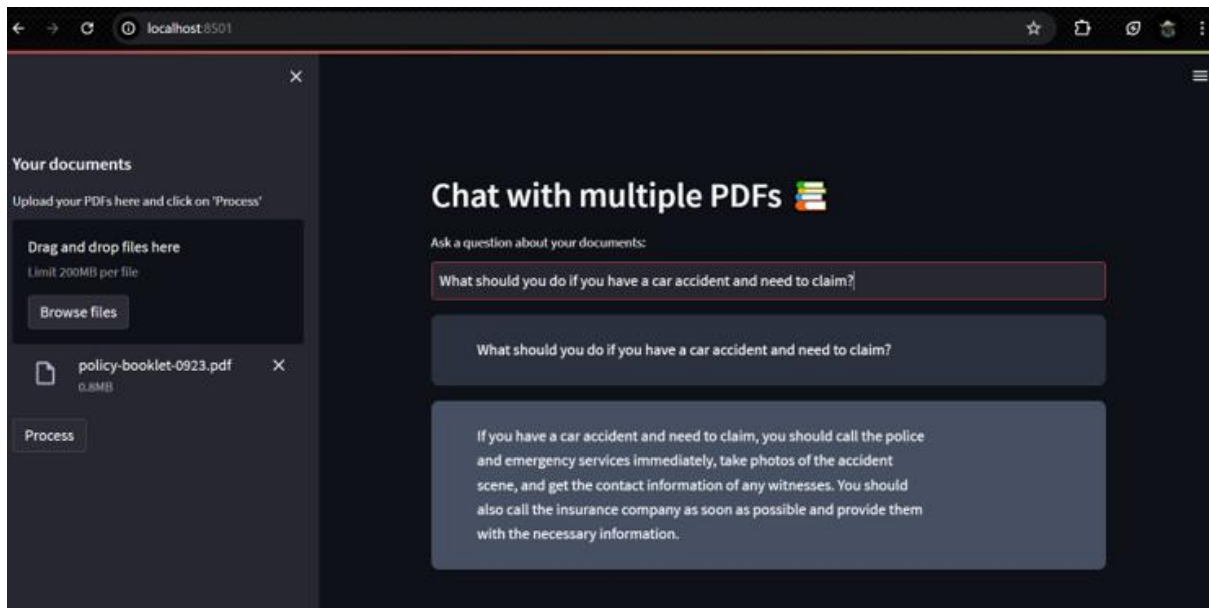 localhost:8501
Your documents
Upload your PDFs here and click on 'Process'
Drag and drop files here
Limit 200MB per file
Browse files
policy-booklet-0923.pdf
0.8MB
Process
Chat with multiple PDFs
Ask a question about your documents:
What should you do if you have a car accident and need to claim?
What should you do if you have a car accident and need to claim?
If you have a car accident and need to claim, you should call the police
and emergency services immediately, take photos of the accident
scene, and get the contact information of any witnesses. You should
also call the insurance company as soon as possible and provide them
with the necessary information.